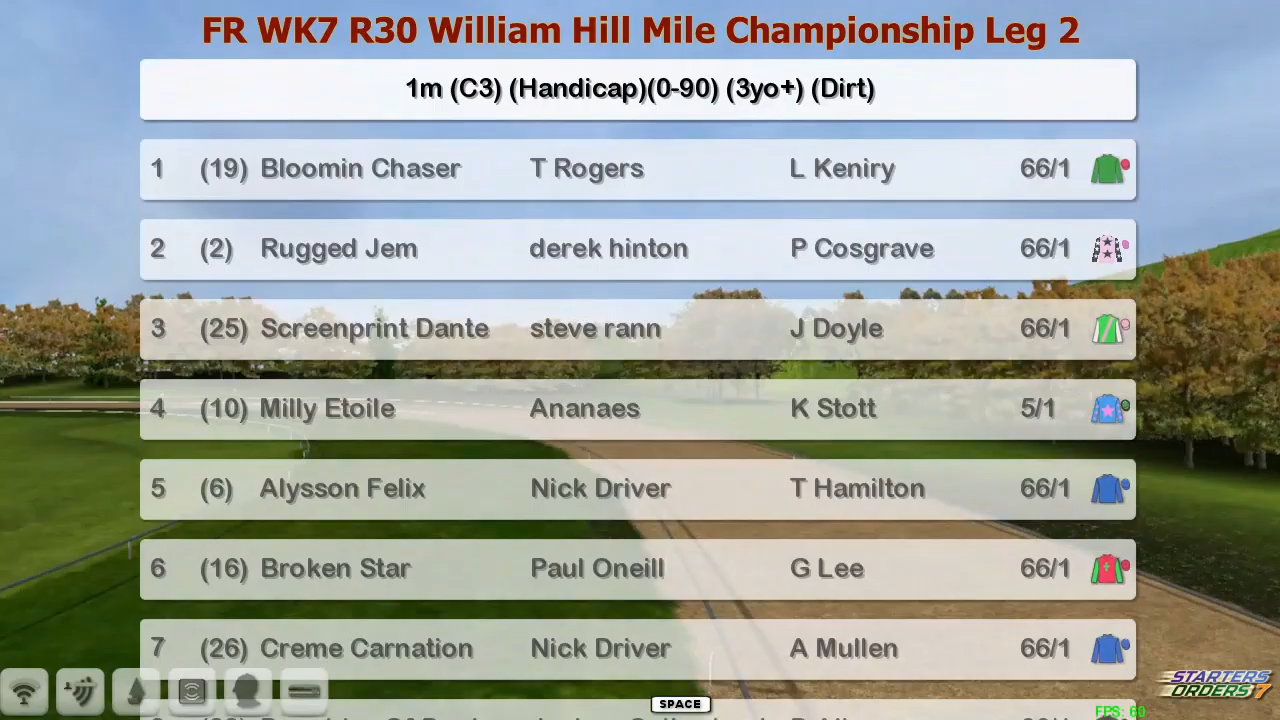 FR WK7 R30 William Hill Mile Championship Leg 2
1m (C3) (Handicap)(0-90) (3yo+) (Dirt)
1 (19) Bloomin Chaser T Rogers L Keniry 66/1
2 (2) Rugged Jem derek hinton P Cosgrave 66/1
3 (25) Screenprint Dante steve rann J Doyle 66/1
4 (10) Milly Etoile Ananaes K Stott 5/1
5 (6) Alysson Felix Nick Driver T Hamilton 66/1
6 (16) Broken Star Paul Oneill G Lee 66/1
7 (26) Creme Carnation Nick Driver A Mullen 66/1
SPACE
STARTERS
ORDERS 7
FPS: 60